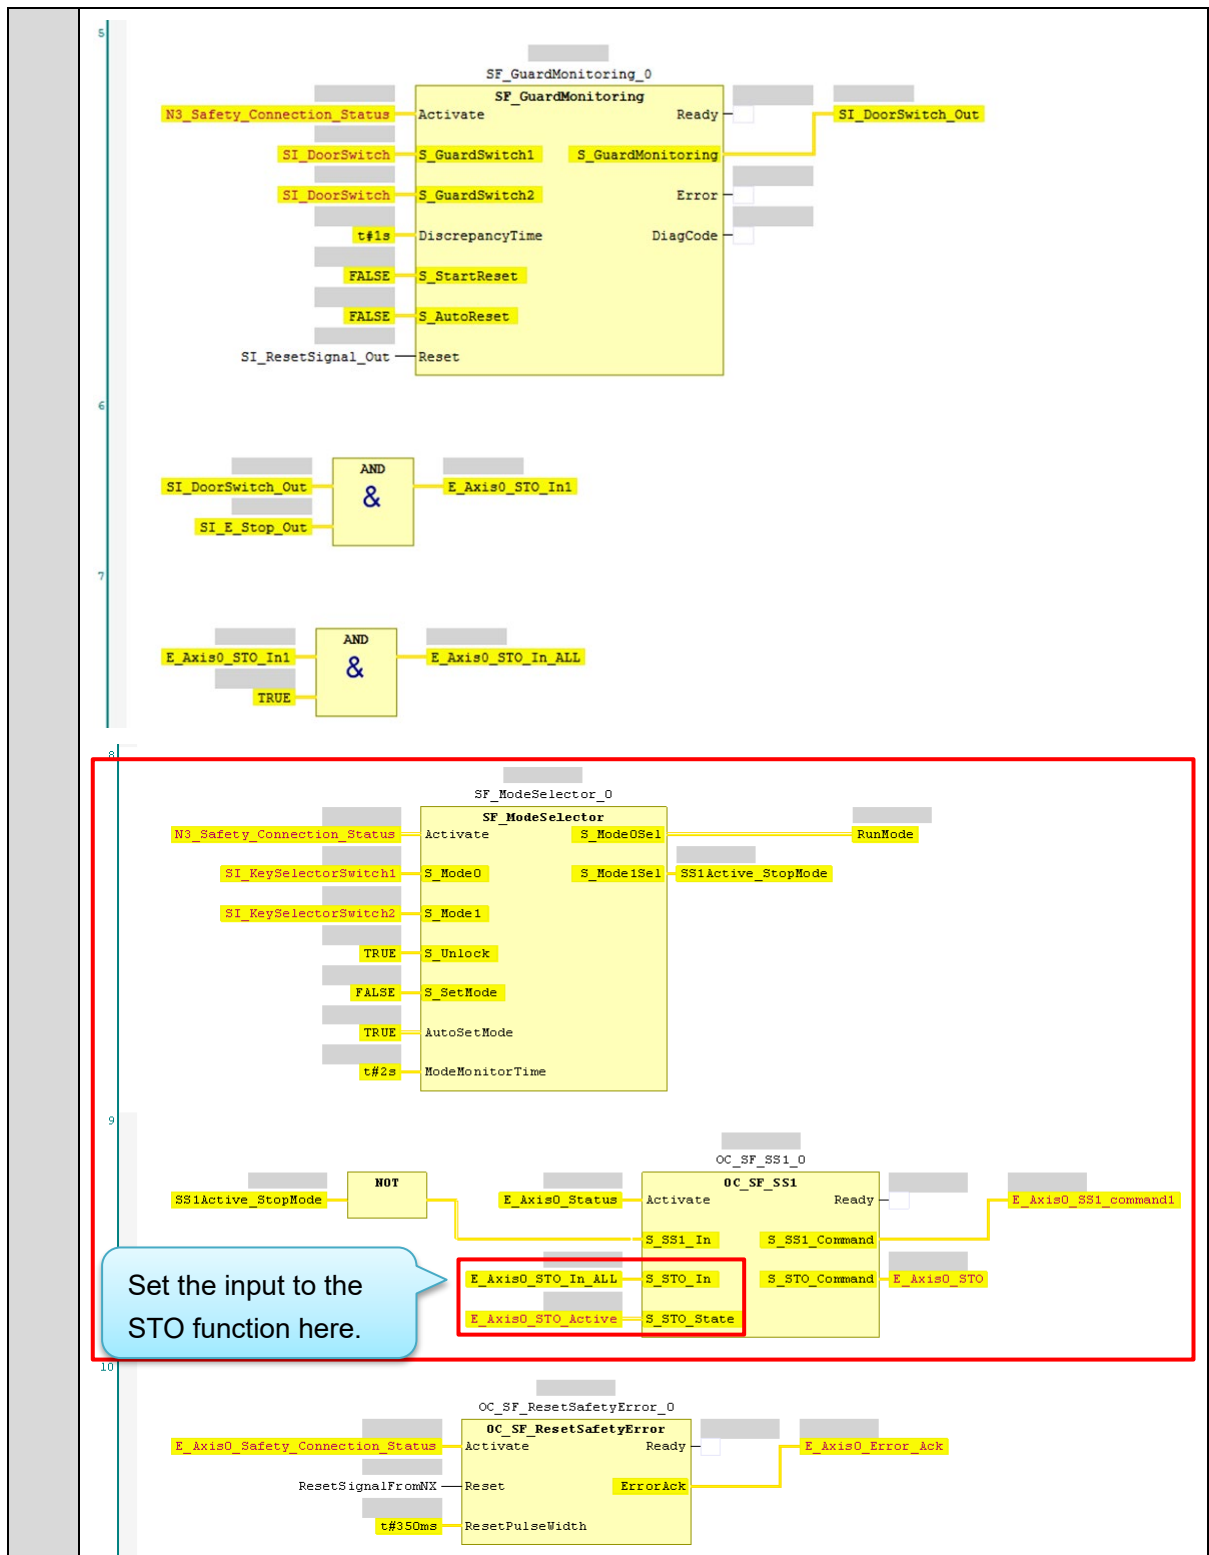 5
SF_GuardMonitoring_0
SF_GuardMonitoring
N3_Safety_Connection_Status Activate Ready SI_DoorSwitch_Out
SI_DoorSwitch S_GuardSwitch1 S_GuardMonitoring
SI_DoorSwitch S_GuardSwitch2 Error
t#1s DiscrepancyTime DiagCode
FALSE S_StartReset
FALSE S_AutoReset
SI_ResetSignal_Out Reset
6
AND
SI_DoorSwitch_Out & E_Axis0_STO_In1
SI_E_Stop_Out
7
AND
E_Axis0_STO_In1 & E_Axis0_STO_In_ALL
TRUE
8
SF_ModeSelector_0
SF_ModeSelector
N3_Safety_Connection_Status Activate S_Mode0Sel RunMode
SI_KeySelectorSwitch1 S_Mode0 S_Mode1Sel SS1Active_StopMode
SI_KeySelectorSwitch2 S_Mode1
TRUE S_Unlock
FALSE S_SetMode
TRUE AutoSetMode
t#2s ModeMonitorTime
9
OC_SF_SS1_0
NOT OC_SF_SS1
SS1Active_StopMode E_Axis0_Status Activate Ready E_Axis0_SS1_command1
S_SS1_In S_SS1_Command
E_Axis0_STO_In_ALL S_STO_In S_STO_Command E_Axis0_STO
E_Axis0_STO_Active S_STO_State
Set the input to the
STO function here.
10
OC_SF_ResetSafetyError_0
OC_SF_ResetSafetyError
E_Axis0_Safety_Connection_Status Activate Ready E_Axis0_Error_Ack
ResetSignalFromNX Reset ErrorAck
t#350ms ResetPulseWidth